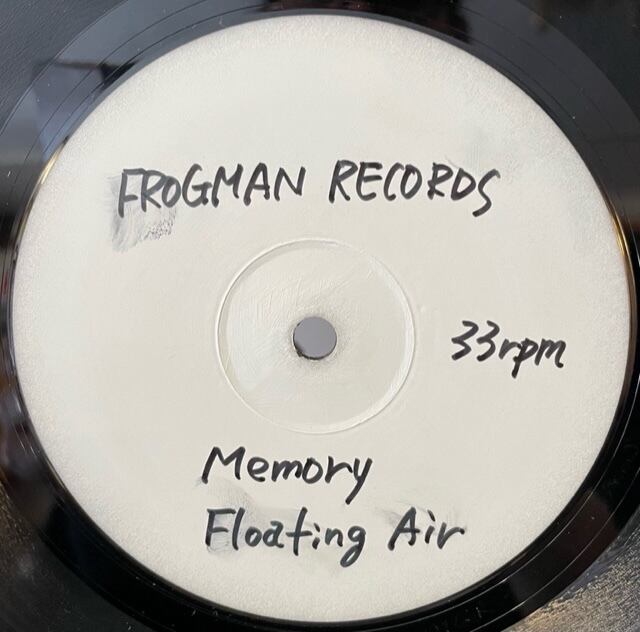 FROGMAN RECORDS
33rpm
Memory
Floating Air